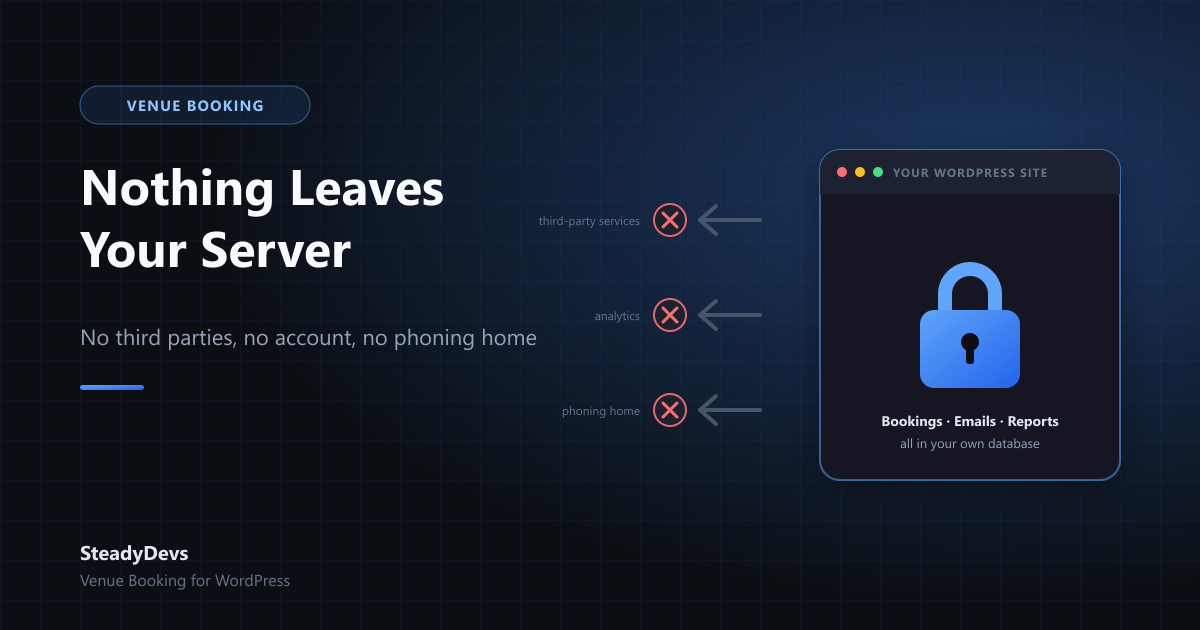 VENUE BOOKING
Nothing Leaves
Your Server
No third parties, no account, no phoning home
third-party services
analytics
phoning home
YOUR WORDPRESS SITE
Bookings · Emails · Reports
all in your own database
SteadyDevs
Venue Booking for WordPress